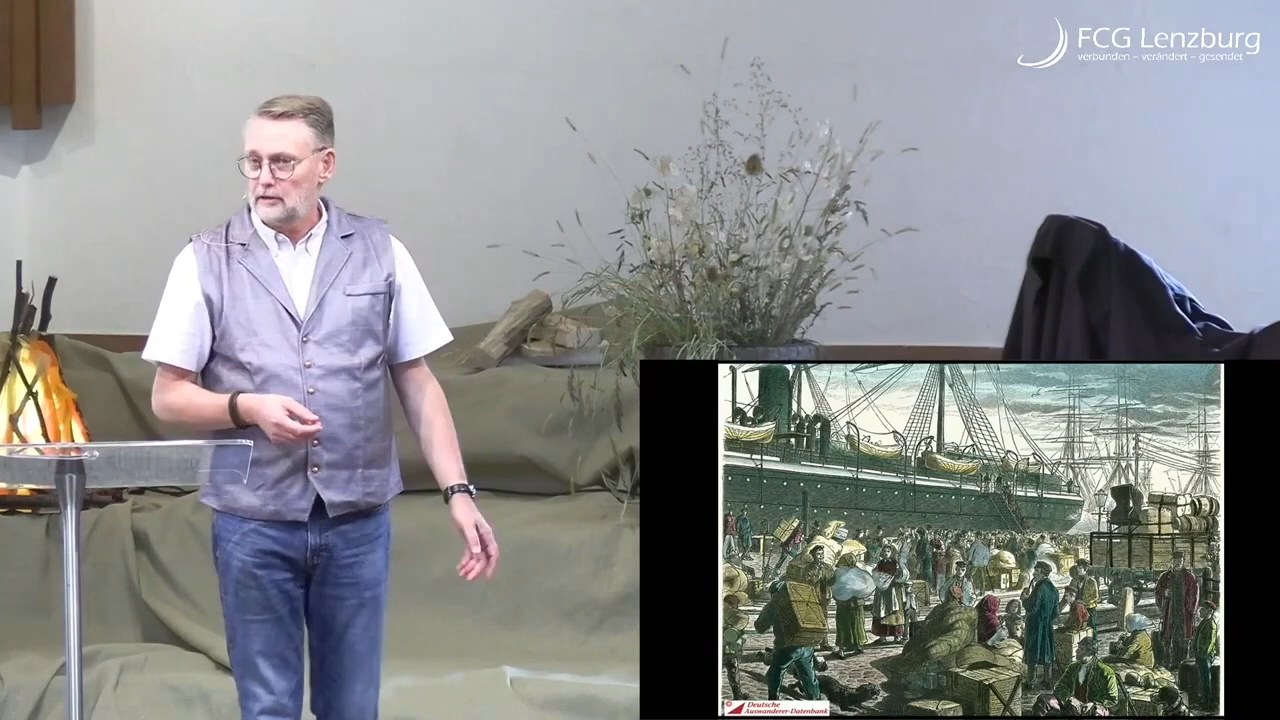 FCG Lenzburg
verbunden – verändert – gesendet
Deutsche
Auswanderer-Datenbank